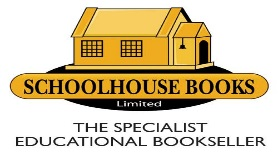 SCHOOLHOUSE BOOKS
Limited
THE SPECIALIST
EDUCATIONAL BOOKSELLER